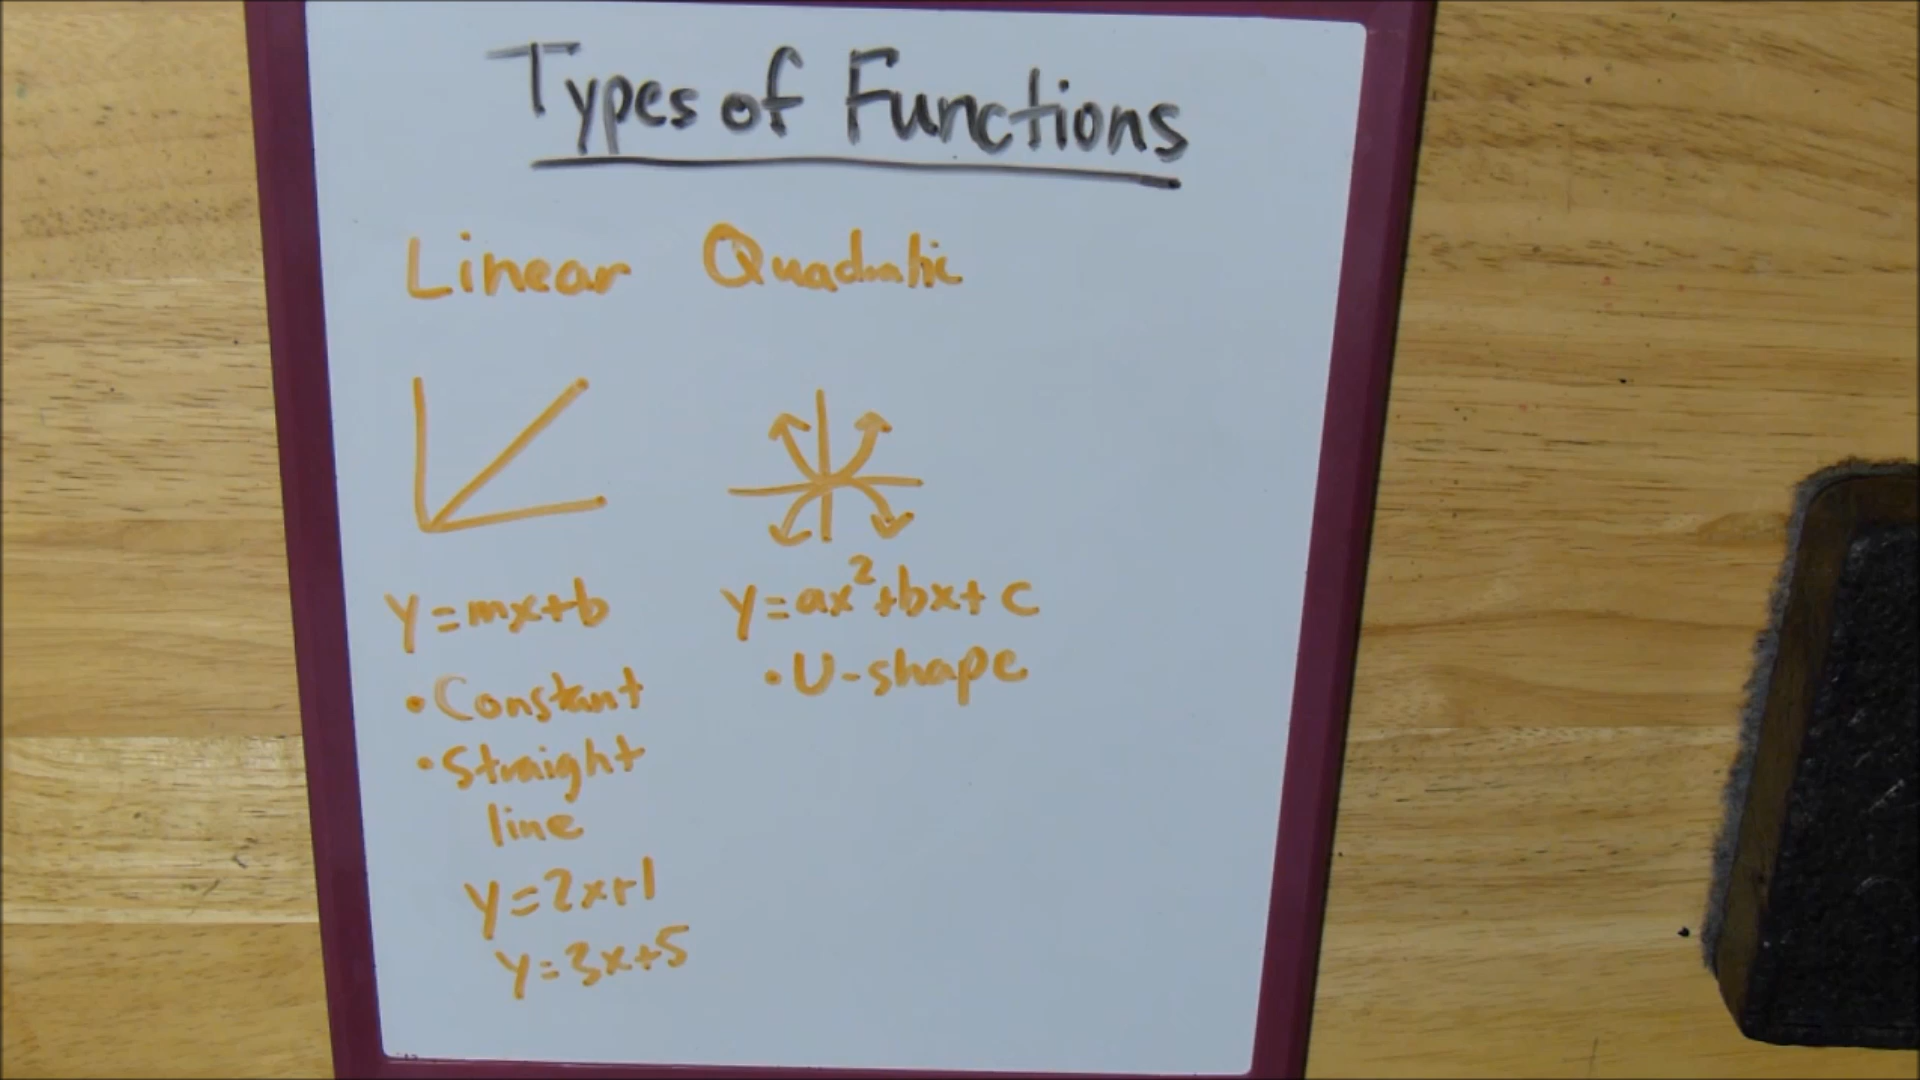 Types of Functions
Linear Quadratic
y=mx+b
• Constant
• Straight
line
y=2x+1
y=3x+5
y=ax²+bx+c
• U-shape